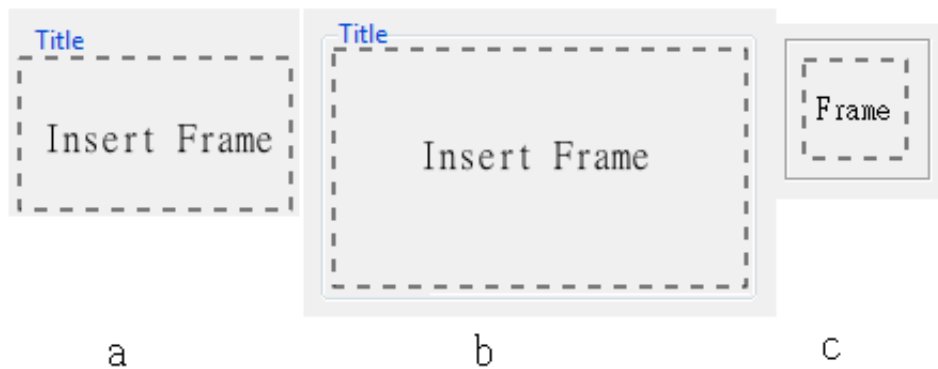 Title
Insert Frame
Title
Insert Frame
Frame
a
b
c